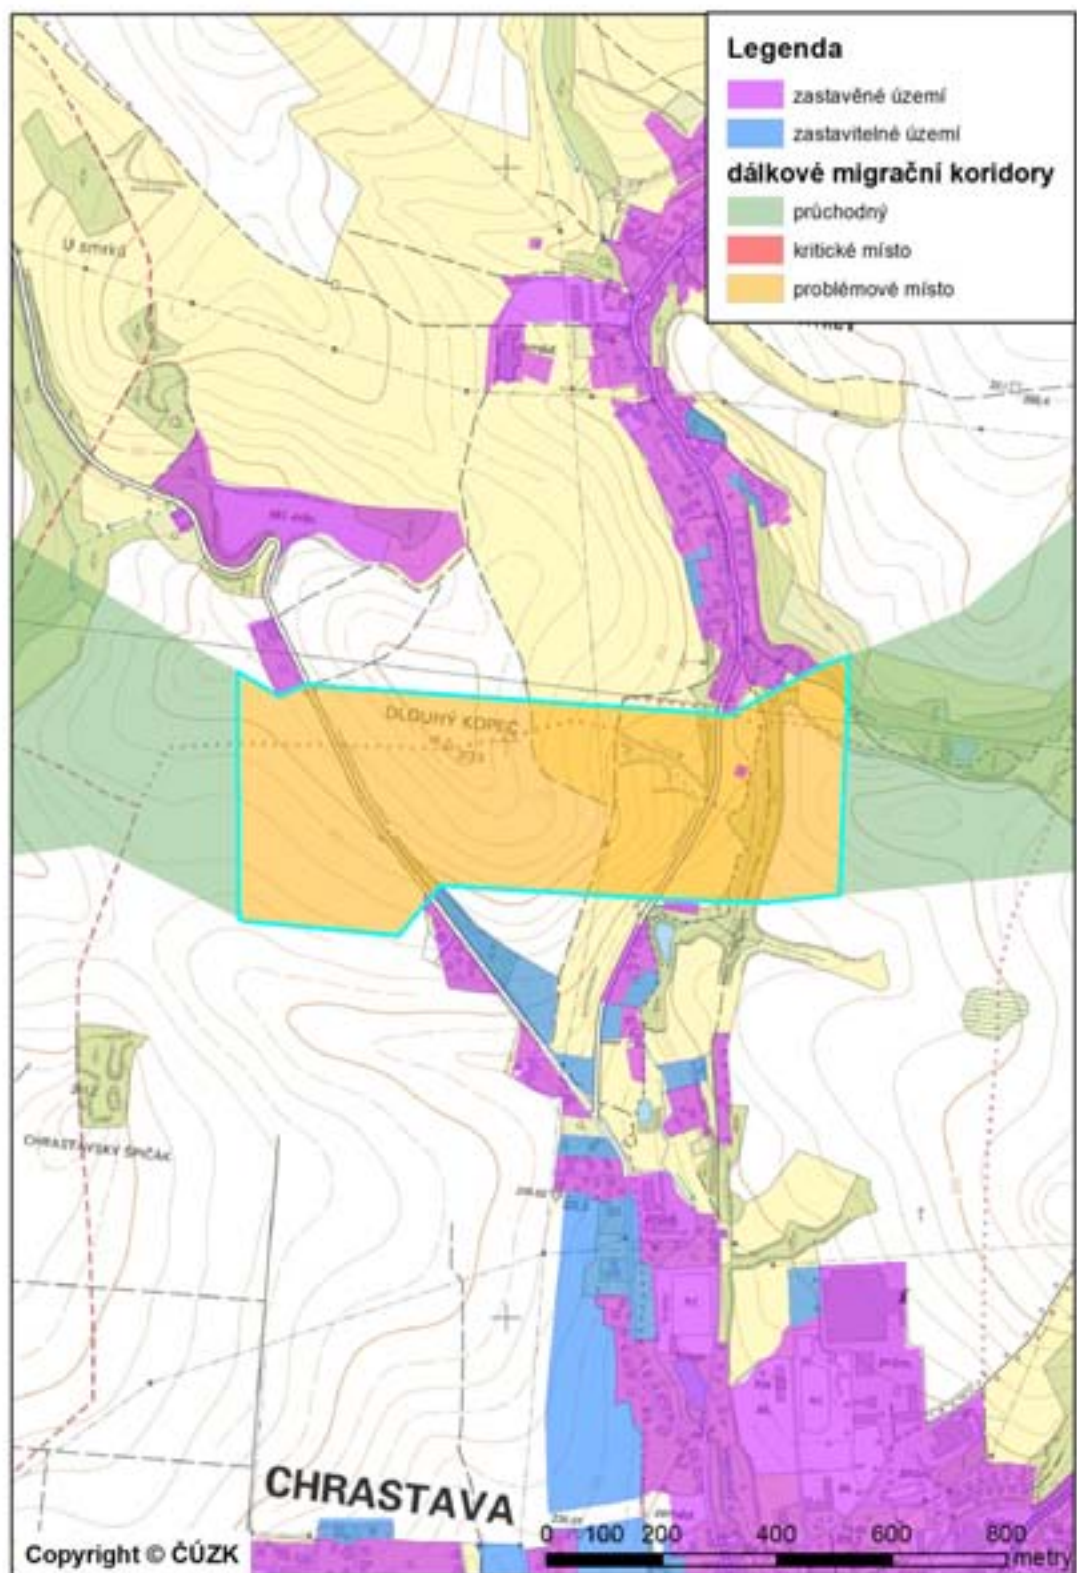 Legenda
zastavěné území
zastavitelné území
dálkové migrační koridory
průchodný
kritické místo
problémové místo
U smrků
DLOUHÝ KOPEC
CHRASTAVSKÝ ŠPIČÁK
CHRASTAVA
0 100 200 400 600 800
metry
Copyright © ČÚZK